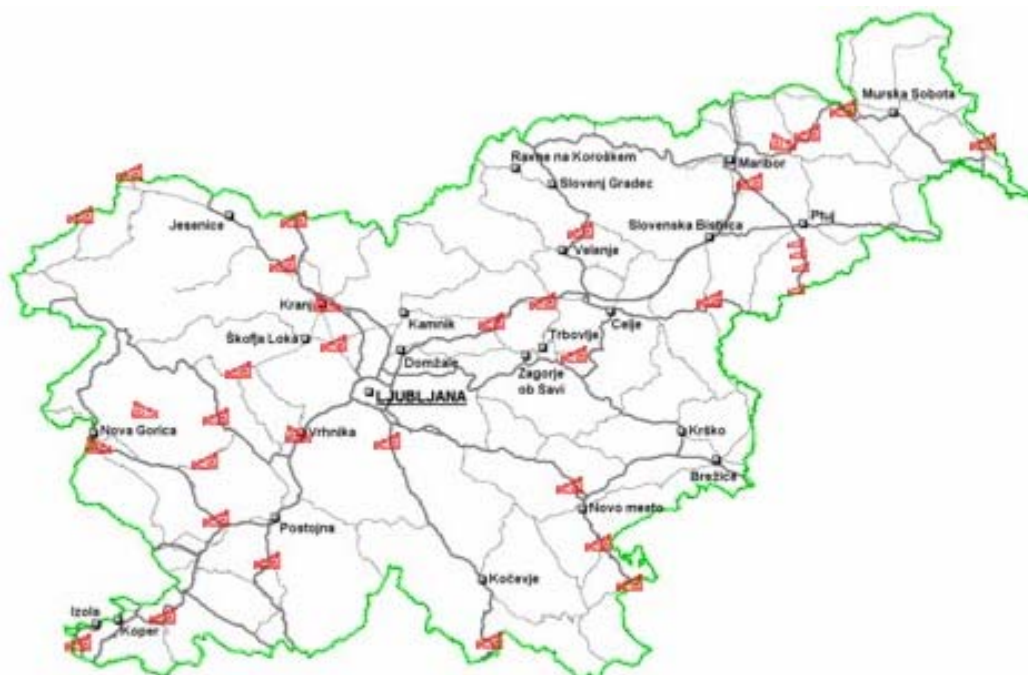 Murska Sobota
Ravne na Koroškem
Maribor
Slovenj Gradec
Jesenice
Slovenska Bistrica
Ptuj
Velenje
Kranj
Kamnik
Celje
Škofja Loka
Trbovlje
Domžale
Zagorje
ob Savi
LJUBLJANA
Nova Gorica
Vrhnika
Krško
Brežice
Novo mesto
Postojna
Kočevje
Izola
Koper